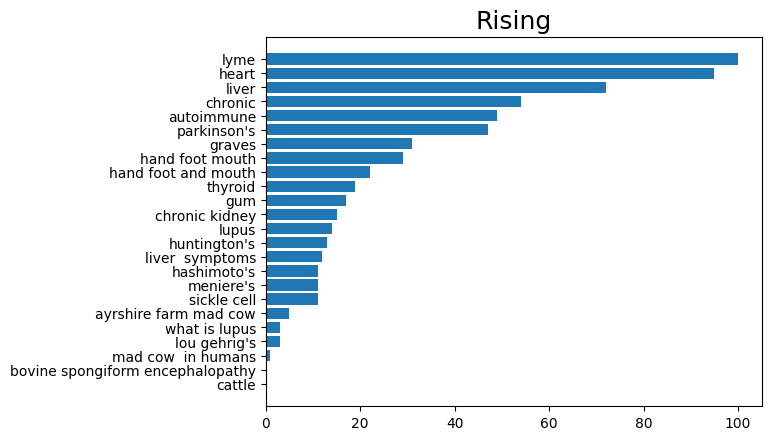 Rising
lyme
heart
liver
chronic
autoimmune
parkinson's
graves
hand foot mouth
hand foot and mouth
thyroid
gum
chronic kidney
lupus
huntington's
liver  symptoms
hashimoto's
meniere's
sickle cell
ayrshire farm mad cow
what is lupus
lou gehrig's
mad cow  in humans
bovine spongiform encephalopathy
cattle
0 20 40 60 80 100